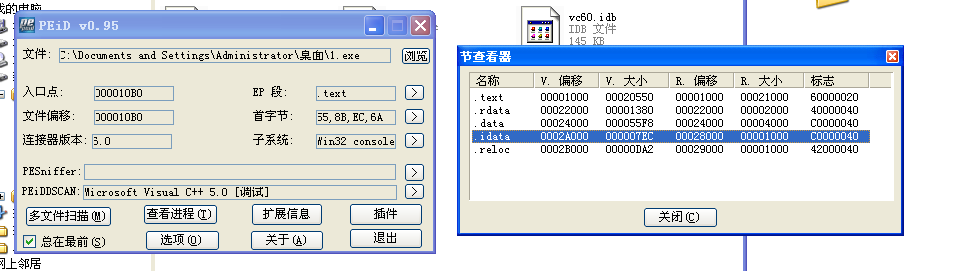 我的电脑
PEiD v0.95
文件: C:\Documents and Settings\Administrator\桌面\1.exe 浏览
入口点: 000010B0 EP 段: .text >
文件偏移: 000010B0 首字节: 55,8B,EC,6A >
连接器版本: 6.0 子系统: Win32 console >
PESniffer: >
PEiDDSCAN: Microsoft Visual C++ 5.0 [调试] >
多文件扫描(M) 查看进程(T) 扩展信息 插件
总在最前(S) 选项(O) 关于(A) 退出
网上邻居
vc60.idb
IDB 文件
145 KB
节查看器
名称 V. 偏移 V. 大小 R. 偏移 R. 大小 标志
.text 00001000 00020550 00001000 00021000 60000020
.rdata 00022000 00001380 00022000 00002000 40000040
.data 00024000 000055F8 00024000 00004000 C0000040
.idata 0002A000 000007EC 00028000 00001000 C0000040
.reloc 0002B000 00000DA2 00029000 00001000 42000040
关闭(C)